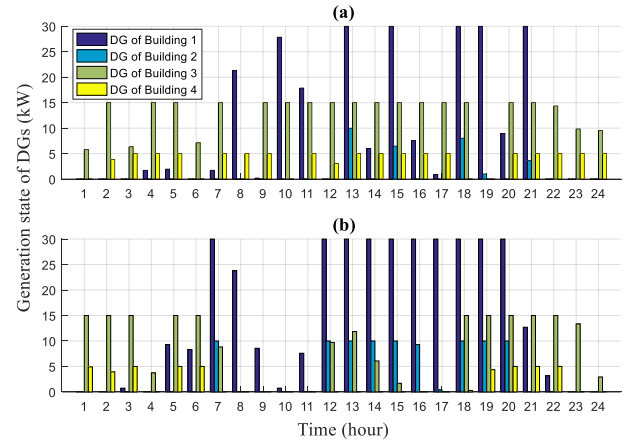 (a)
30
25
20
15
10
5
0
DG of Building 1
DG of Building 2
DG of Building 3
DG of Building 4
1 2 3 4 5 6 7 8 9 10 11 12 13 14 15 16 17 18 19 20 21 22 23 24
Generation state of DGs (kW)
(b)
30
25
20
15
10
5
0
1 2 3 4 5 6 7 8 9 10 11 12 13 14 15 16 17 18 19 20 21 22 23 24
Time (hour)